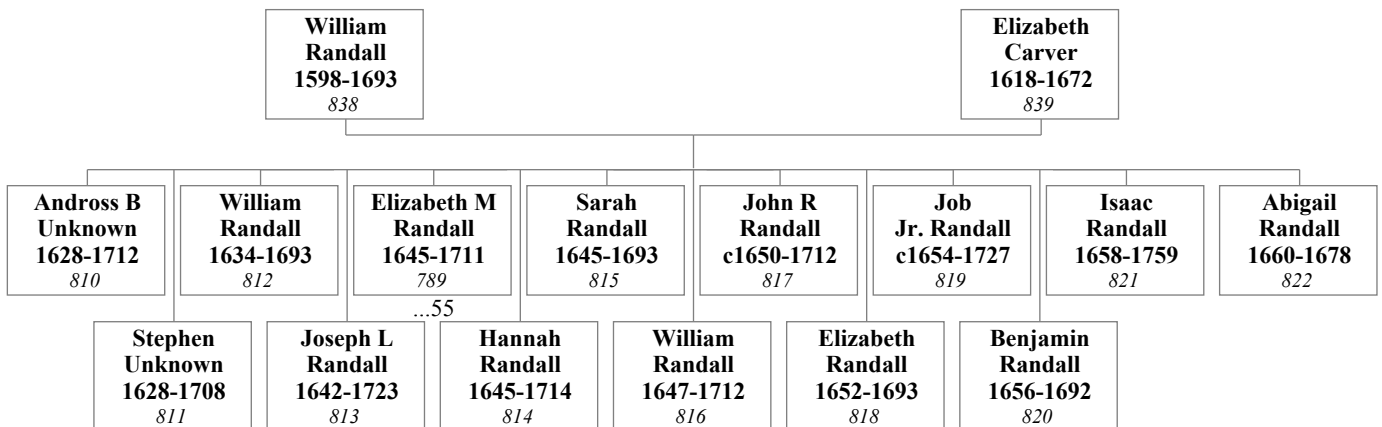 William
Randall
1598-1693
838
Elizabeth
Carver
1618-1672
839
Andross B
Unknown
1628-1712
810
William
Randall
1634-1693
812
Elizabeth M
Randall
1645-1711
789
...55
Sarah
Randall
1645-1693
815
John R
Randall
c1650-1712
817
Job
Jr. Randall
c1654-1727
819
Isaac
Randall
1658-1759
821
Abigail
Randall
1660-1678
822
Stephen
Unknown
1628-1708
811
Joseph L
Randall
1642-1723
813
Hannah
Randall
1645-1714
814
William
Randall
1647-1712
816
Elizabeth
Randall
1652-1693
818
Benjamin
Randall
1656-1692
820